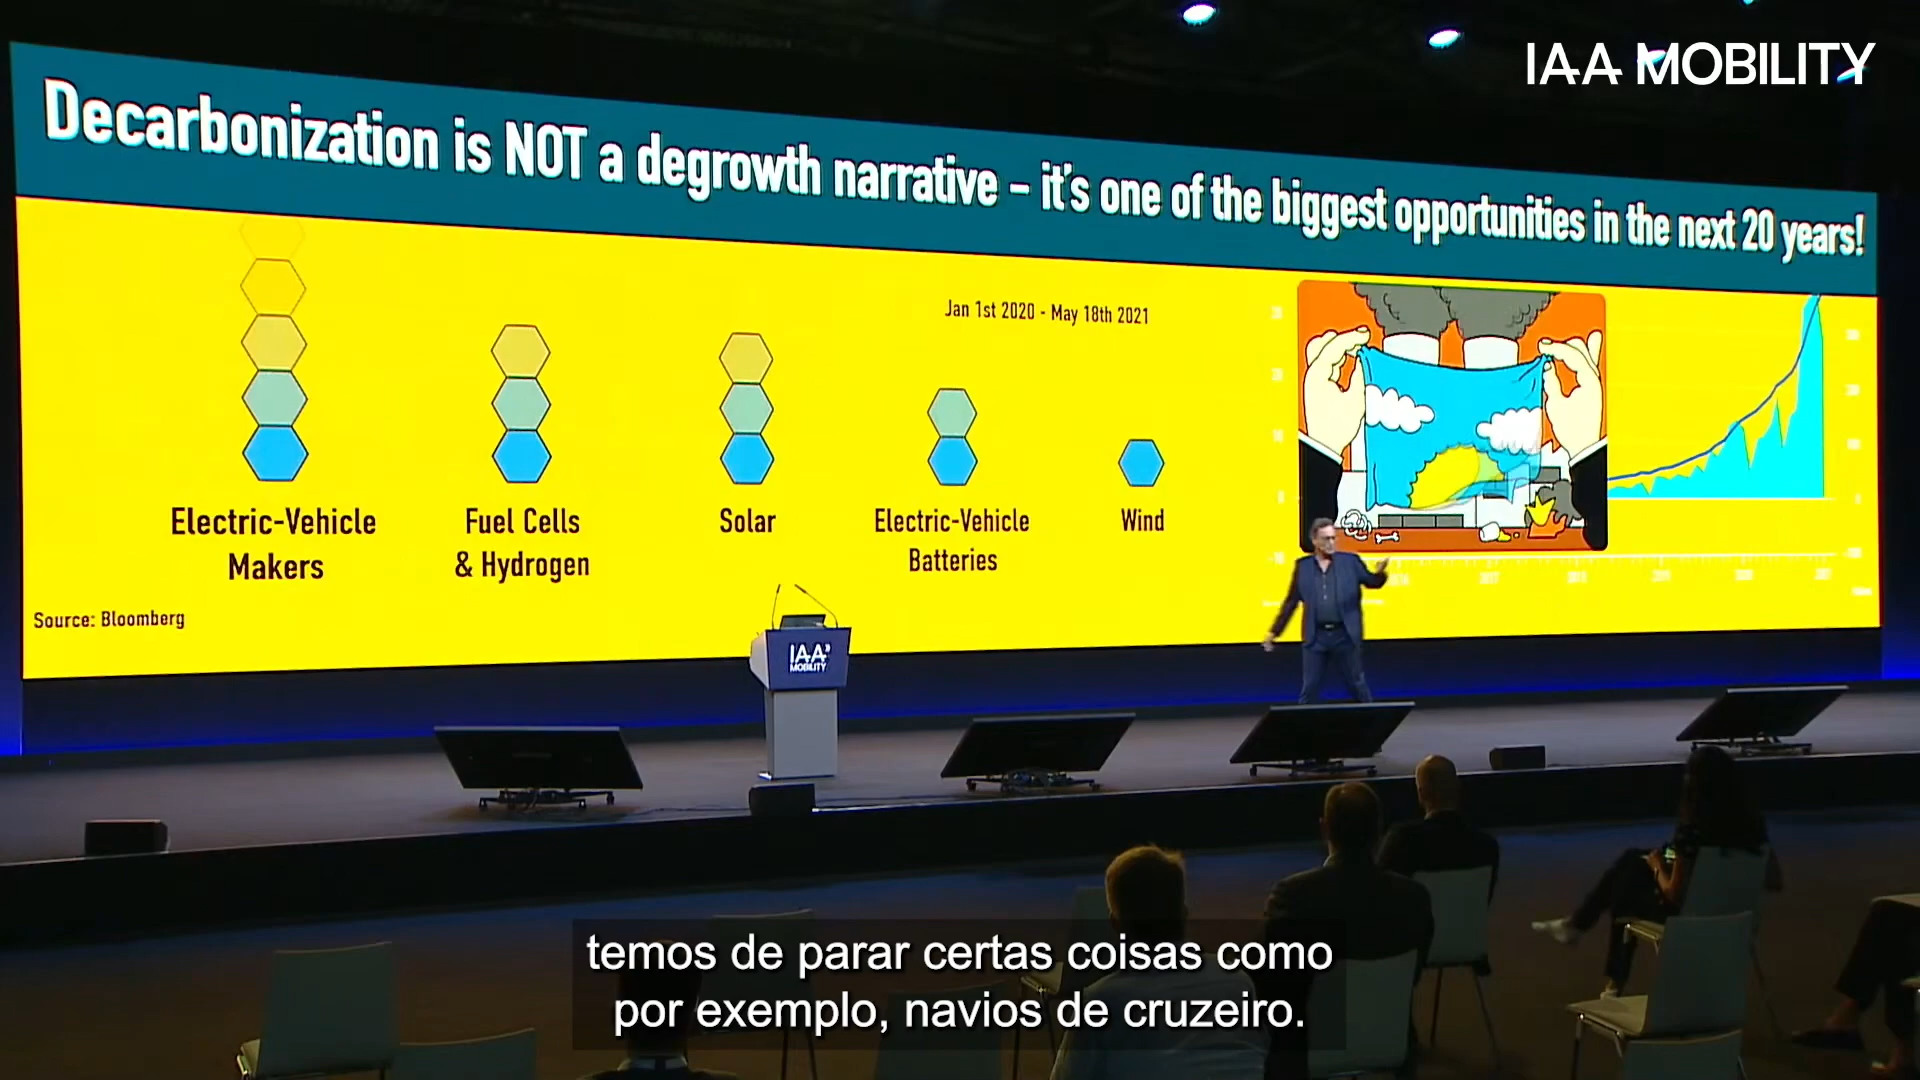 IAA MOBILITY
Decarbonization is NOT a degrowth narrative – it's one of the biggest opportunities in the next 20 years!
Jan 1st 2020 - May 18th 2021
Electric-Vehicle
Makers
Fuel Cells
& Hydrogen
Solar
Electric-Vehicle
Batteries
Wind
Source: Bloomberg
IAA
MOBILITY
temos de parar certas coisas como
por exemplo, navios de cruzeiro.